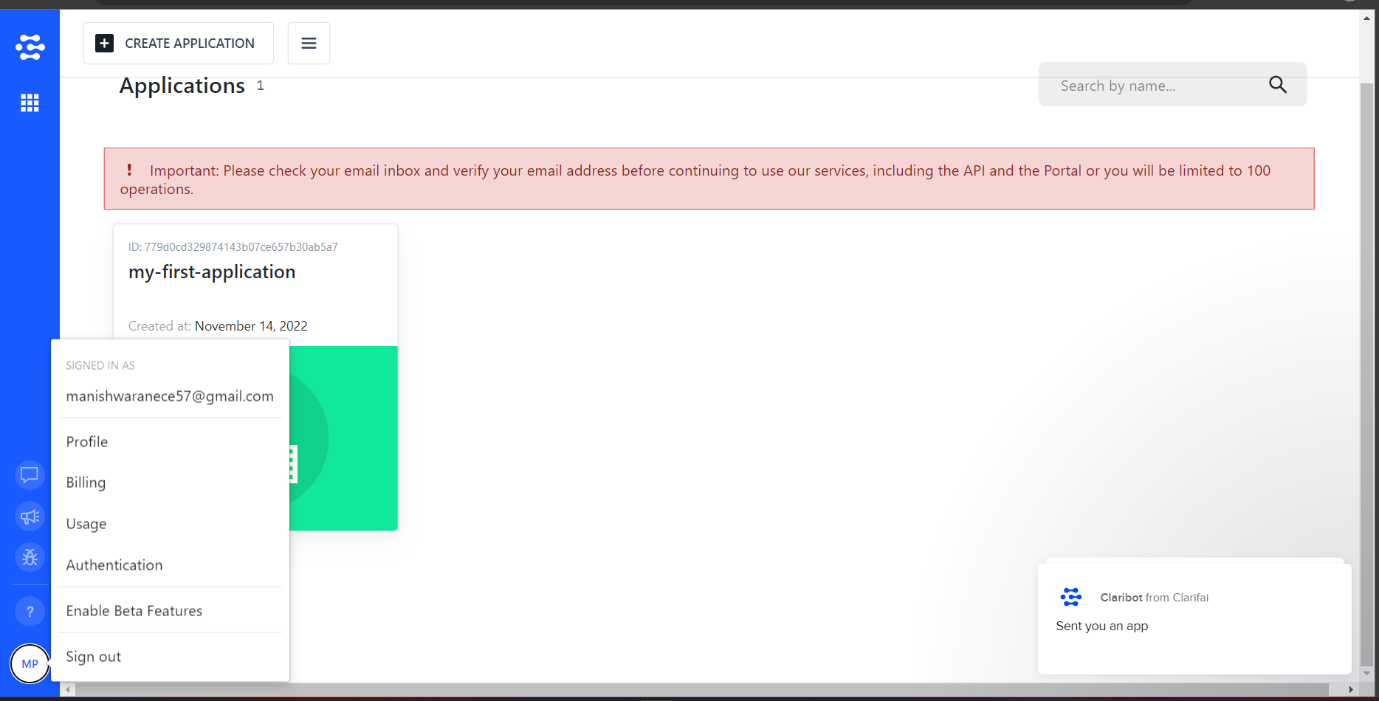 CREATE APPLICATION
Applications 1
Search by name...
! Important: Please check your email inbox and verify your email address before continuing to use our services, including the API and the Portal or you will be limited to 100
operations.
ID: 779d0cd329874143b07ce657b30ab5a7
my-first-application
Created at: November 14, 2022
SIGNED IN AS
manishwaranece57@gmail.com
Profile
Billing
Usage
Authentication
Enable Beta Features
Sign out
?
MP
Claribot from Clarifai
Sent you an app